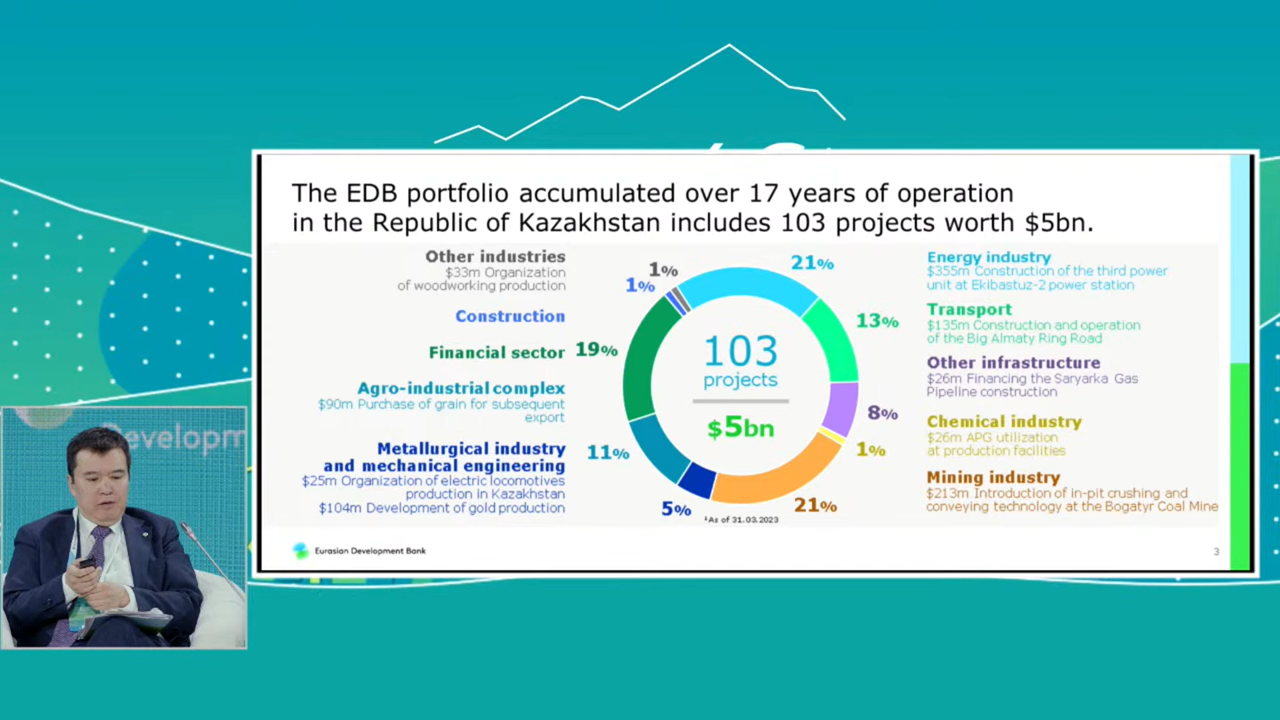 The EDB portfolio accumulated over 17 years of operation
in the Republic of Kazakhstan includes 103 projects worth $5bn.
Other industries
$33m Organization
of woodworking production
Construction
Financial sector
Agro-industrial complex
$90m Purchase of grain for subsequent
export
Metallurgical industry
and mechanical engineering
$25m Organization of electric locomotives
production in Kazakhstan
$104m Development of gold production
1%
1%
19%
11%
5%
21%
13%
8%
1%
21%
103
projects
$5bn
¹As of 31.03.2023
Energy industry
$355m Construction of the third power
unit at Ekibastuz-2 power station
Transport
$135m Construction and operation
of the Big Almaty Ring Road
Other infrastructure
$26m Financing the Saryarka Gas
Pipeline construction
Chemical industry
$26m APG utilization
at production facilities
Mining industry
$213m Introduction of in-pit crushing and
conveying technology at the Bogatyr Coal Mine
Eurasian Development Bank
3
Developm